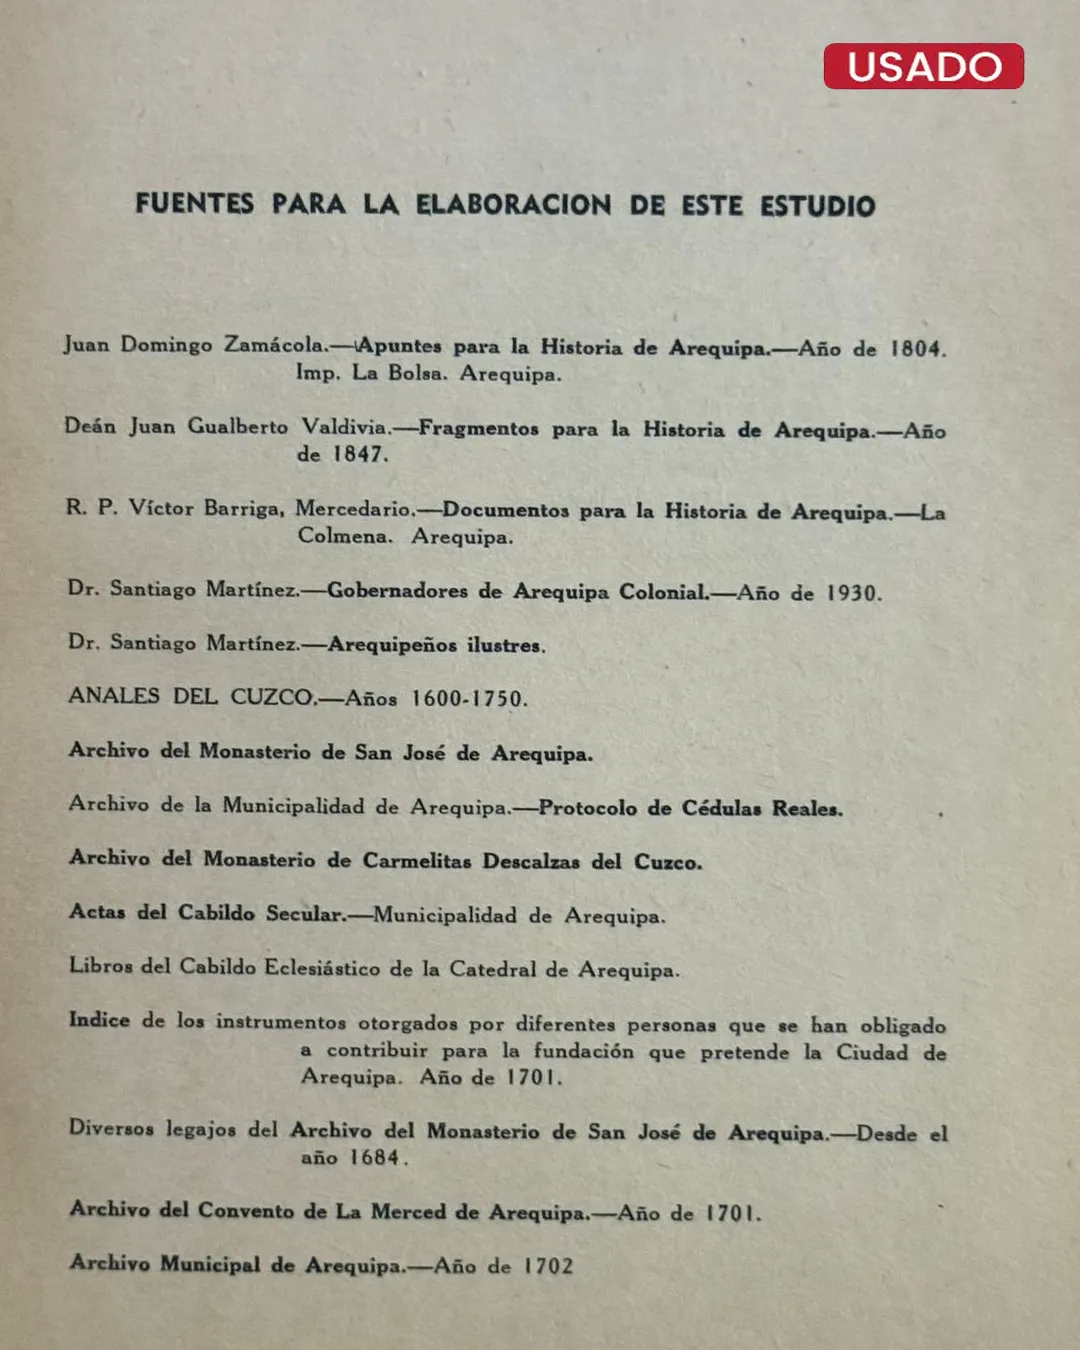 USADO
FUENTES PARA LA ELABORACION DE ESTE ESTUDIO
Juan Domingo Zamácola.—Apuntes para la Historia de Arequipa.—Año de 1804.
Imp. La Bolsa. Arequipa.
Deán Juan Gualberto Valdivia.—Fragmentos para la Historia de Arequipa.—Año
de 1847.
R. P. Víctor Barriga, Mercedario.—Documentos para la Historia de Arequipa.—La
Colmena. Arequipa.
Dr. Santiago Martínez.—Gobernadores de Arequipa Colonial.—Año de 1930.
Dr. Santiago Martínez.—Arequipeños ilustres.
ANALES DEL CUZCO.—Años 1600-1750.
Archivo del Monasterio de San José de Arequipa.
Archivo de la Municipalidad de Arequipa.—Protocolo de Cédulas Reales.
Archivo del Monasterio de Carmelitas Descalzas del Cuzco.
Actas del Cabildo Secular.—Municipalidad de Arequipa.
Libros del Cabildo Eclesiástico de la Catedral de Arequipa.
Indice de los instrumentos otorgados por diferentes personas que se han obligado
a contribuir para la fundación que pretende la Ciudad de
Arequipa. Año de 1701.
Diversos legajos del Archivo del Monasterio de San José de Arequipa.—Desde el
año 1684.
Archivo del Convento de La Merced de Arequipa.—Año de 1701.
Archivo Municipal de Arequipa.—Año de 1702